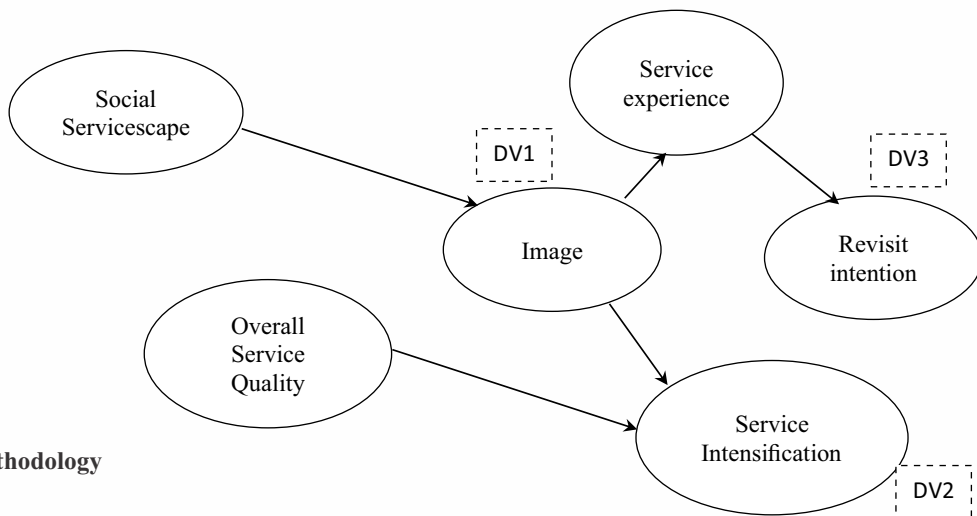 Social
Servicescape
Service
experience
DV1
DV3
Image
Revisit
intention
Overall
Service
Quality
Service
Intensification
thodology
DV2